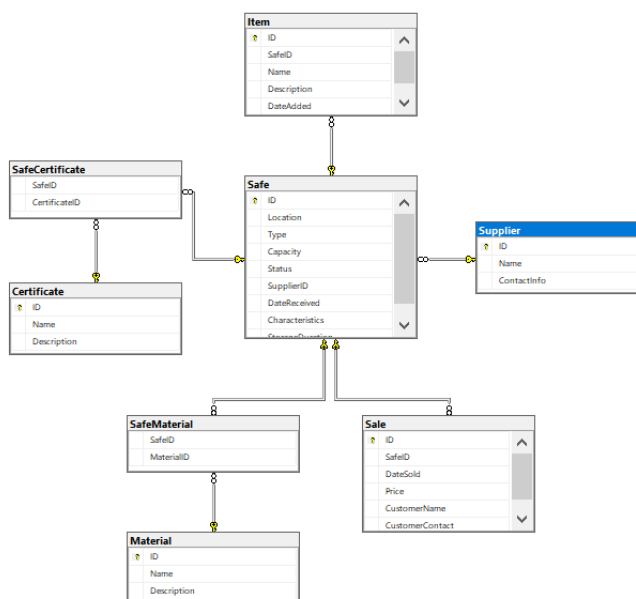 Item
ID
SafeID
Name
Description
DateAdded
SafeCertificate
SafeID
CertificateID
Safe
ID
Location
Type
Capacity
Status
SupplierID
DateReceived
Characteristics
StorageDuration
Supplier
ID
Name
ContactInfo
Certificate
ID
Name
Description
SafeMaterial
SafeID
MaterialID
Sale
ID
SafeID
DateSold
Price
CustomerName
CustomerContact
Material
ID
Name
Description